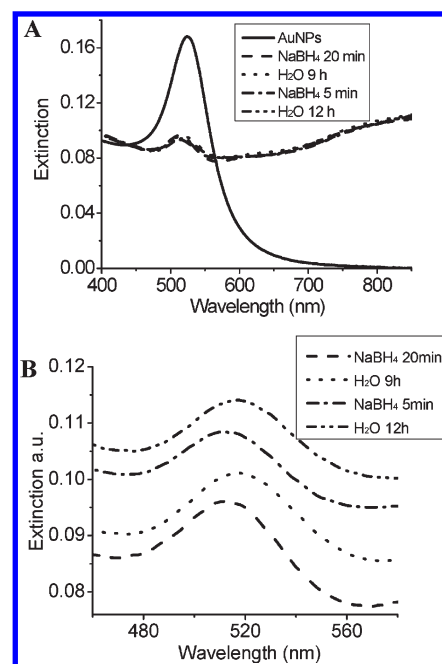 A
0.16
0.12
0.08
0.04
0.00
Extinction
AuNPs
NaBH₄ 20 min
H₂O 9 h
NaBH₄ 5 min
H₂O 12 h
400 500 600 700 800
Wavelength (nm)
B
0.12
0.11
0.10
0.09
0.08
Extinction a.u.
NaBH₄ 20min
H₂O 9h
NaBH₄ 5min
H₂O 12h
480 520 560
Wavelength (nm)